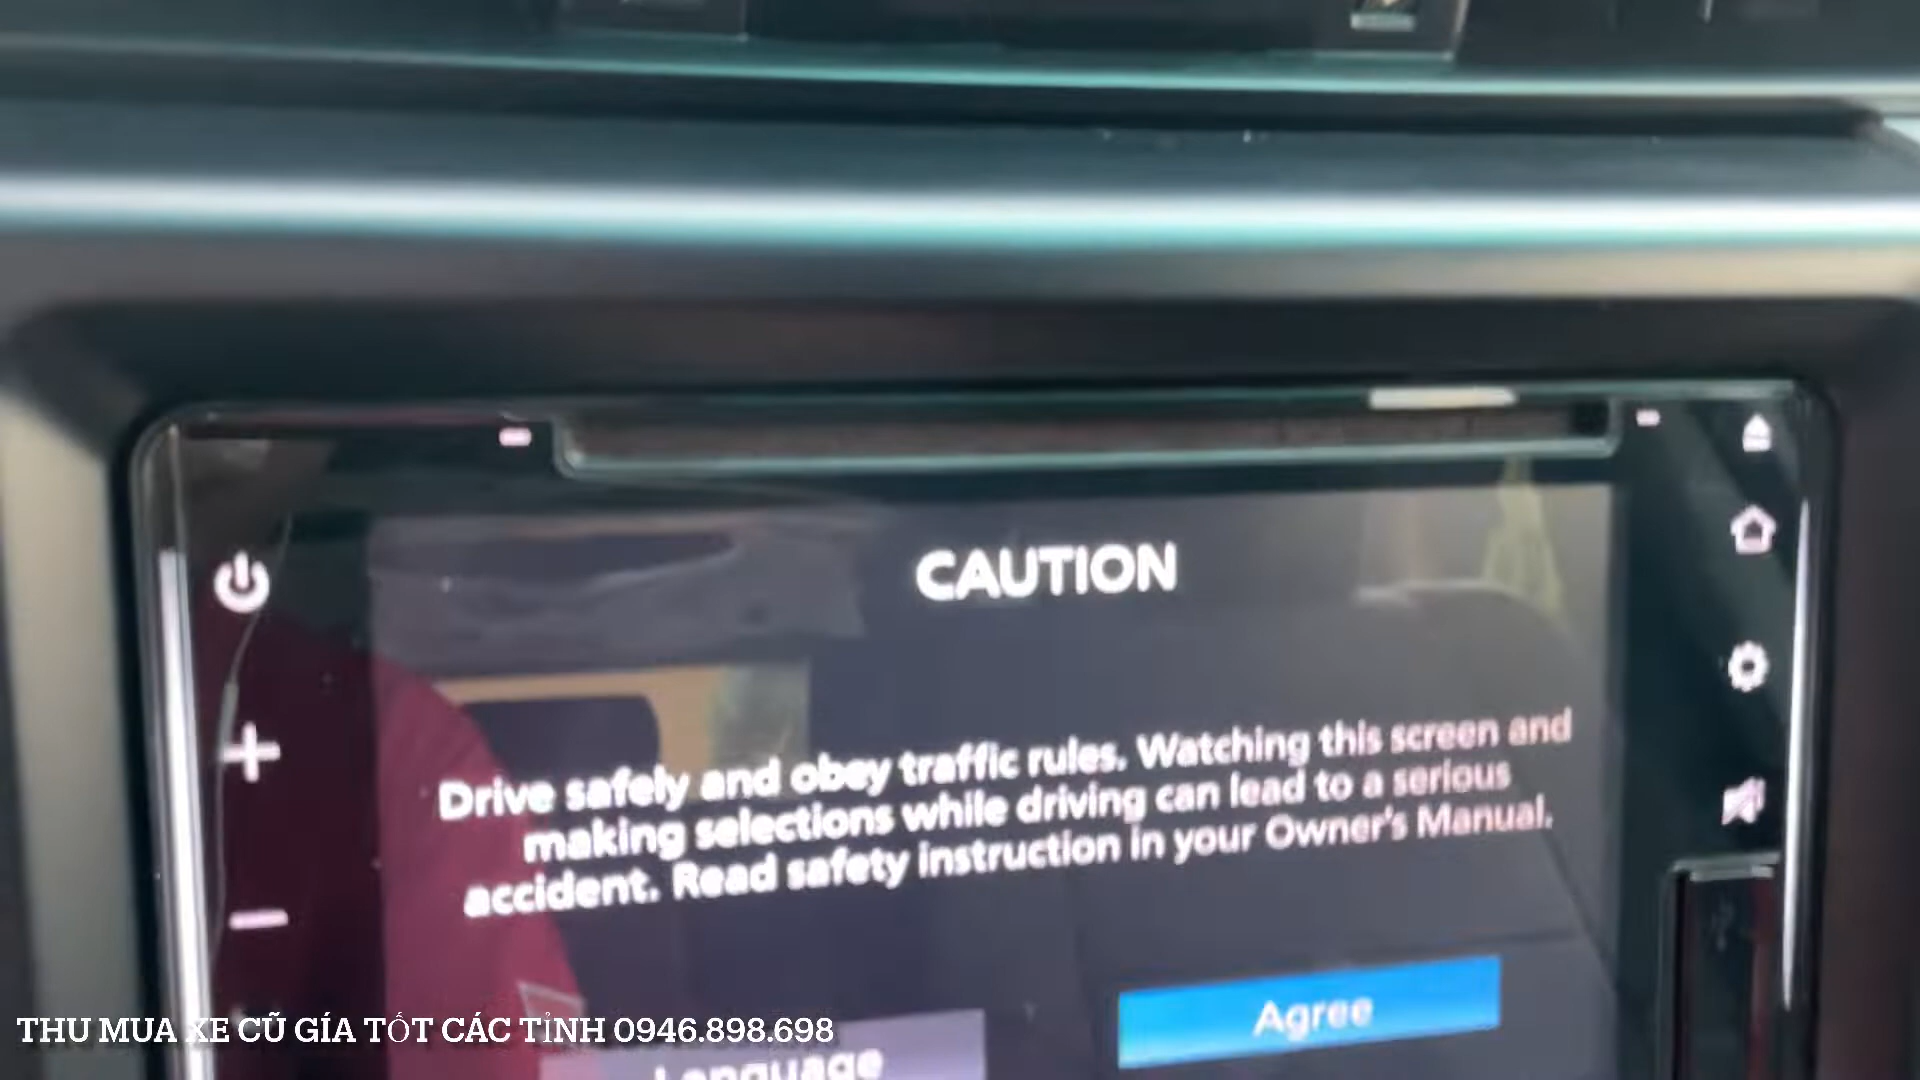 CAUTION
Drive safely and obey traffic rules. Watching this screen and
making selections while driving can lead to a serious
accident. Read safety instruction in your Owner's Manual.
Agree
Language
THU MUA XE CŨ GÍA TỐT CÁC TỈNH 0946.898.698